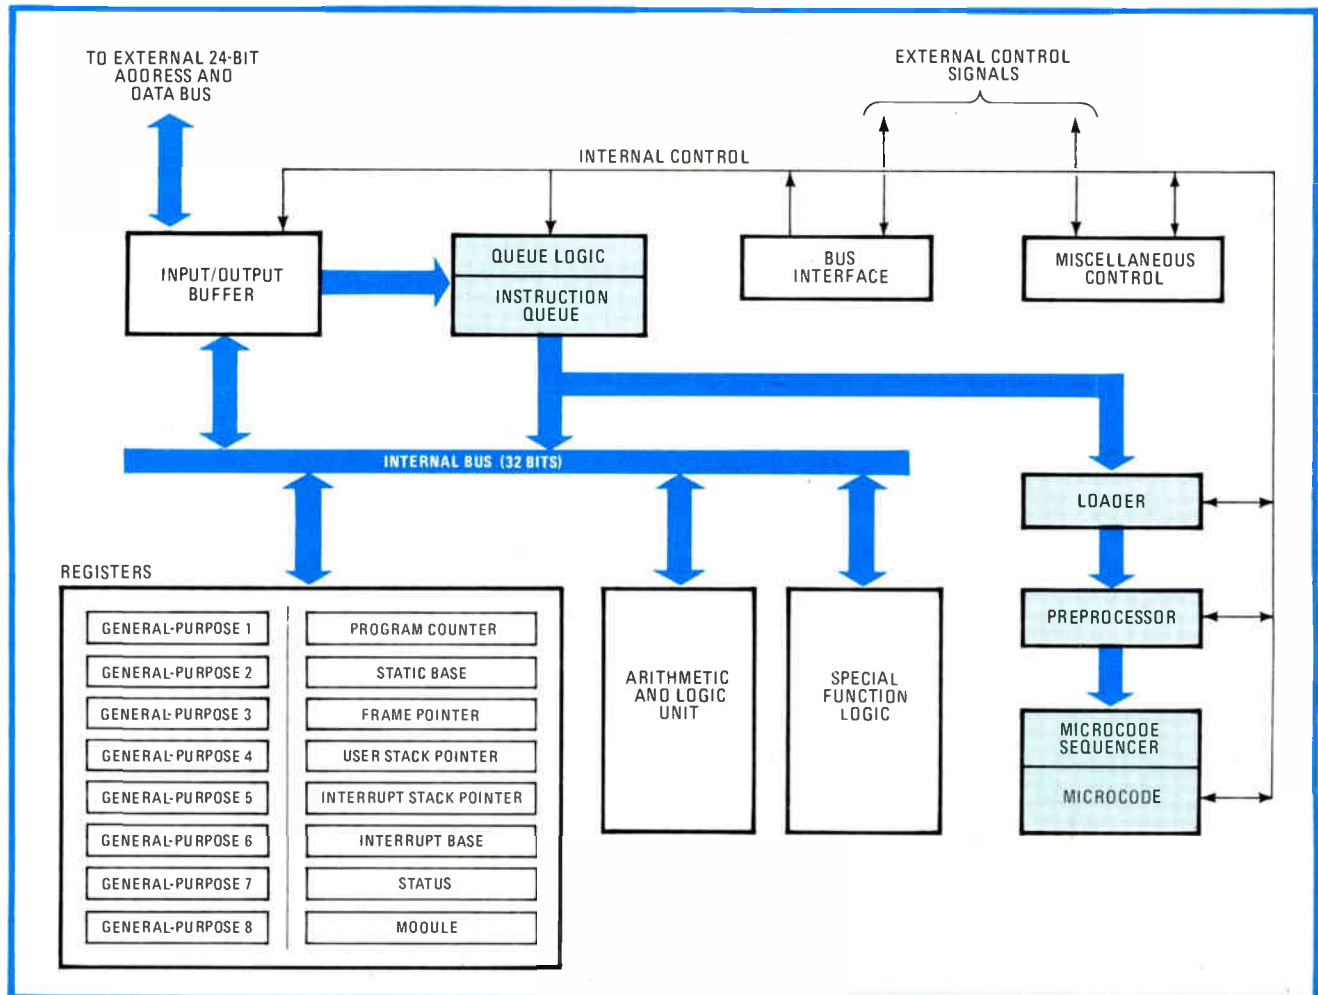 TO EXTERNAL 24-BIT
ADDRESS AND
DATA BUS
EXTERNAL CONTROL
SIGNALS
INTERNAL CONTROL
INPUT/OUTPUT
BUFFER
QUEUE LOGIC
INSTRUCTION
QUEUE
BUS
INTERFACE
MISCELLANEOUS
CONTROL
INTERNAL BUS (32 BITS)
LOADER
PREPROCESSOR
MICROCODE
SEQUENCER
MICROCODE
REGISTERS
GENERAL-PURPOSE 1
GENERAL-PURPOSE 2
GENERAL-PURPOSE 3
GENERAL-PURPOSE 4
GENERAL-PURPOSE 5
GENERAL-PURPOSE 6
GENERAL-PURPOSE 7
GENERAL-PURPOSE 8
PROGRAM COUNTER
STATIC BASE
FRAME POINTER
USER STACK POINTER
INTERRUPT STACK POINTER
INTERRUPT BASE
STATUS
MODULE
ARITHMETIC
AND LOGIC
UNIT
SPECIAL
FUNCTION
LOGIC